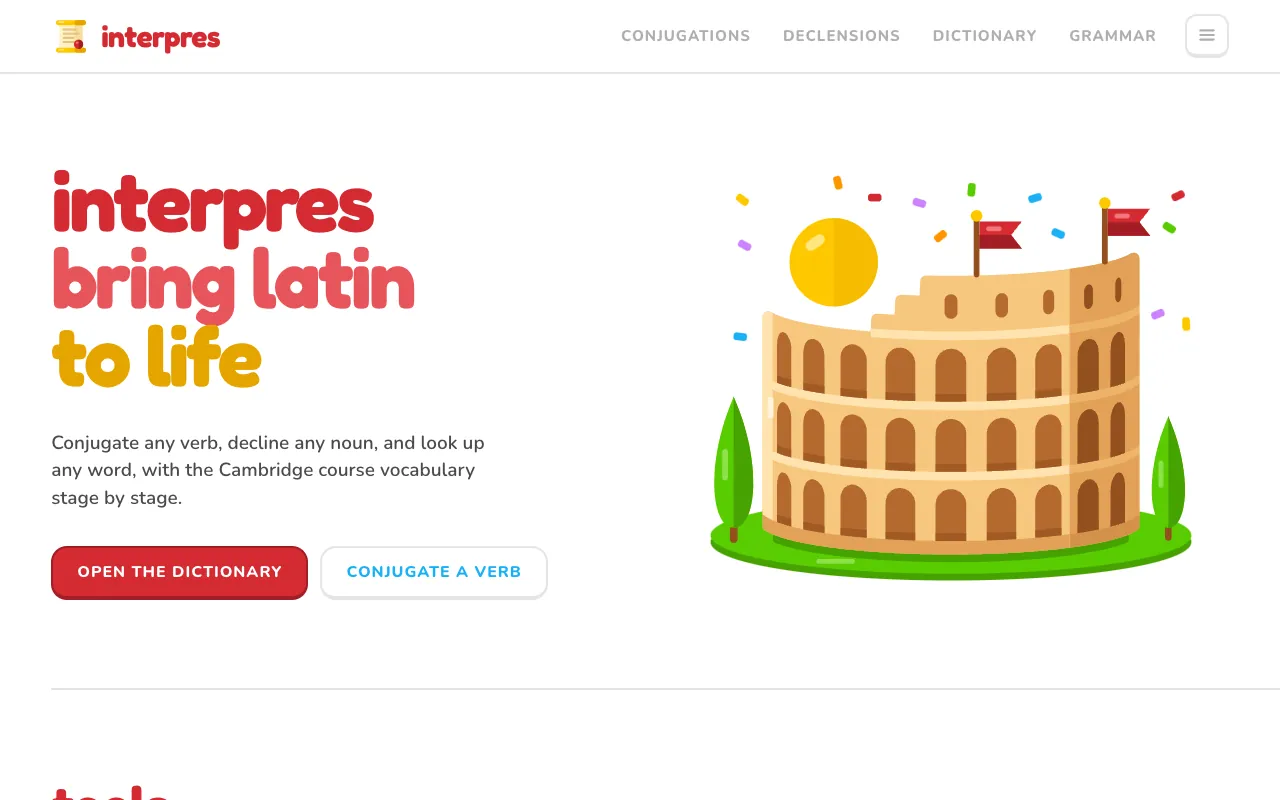 interpres
CONJUGATIONS
DECLENSIONS
DICTIONARY
GRAMMAR
interpres
bring latin
to life
Conjugate any verb, decline any noun, and look up
any word, with the Cambridge course vocabulary
stage by stage.
OPEN THE DICTIONARY
CONJUGATE A VERB
tools